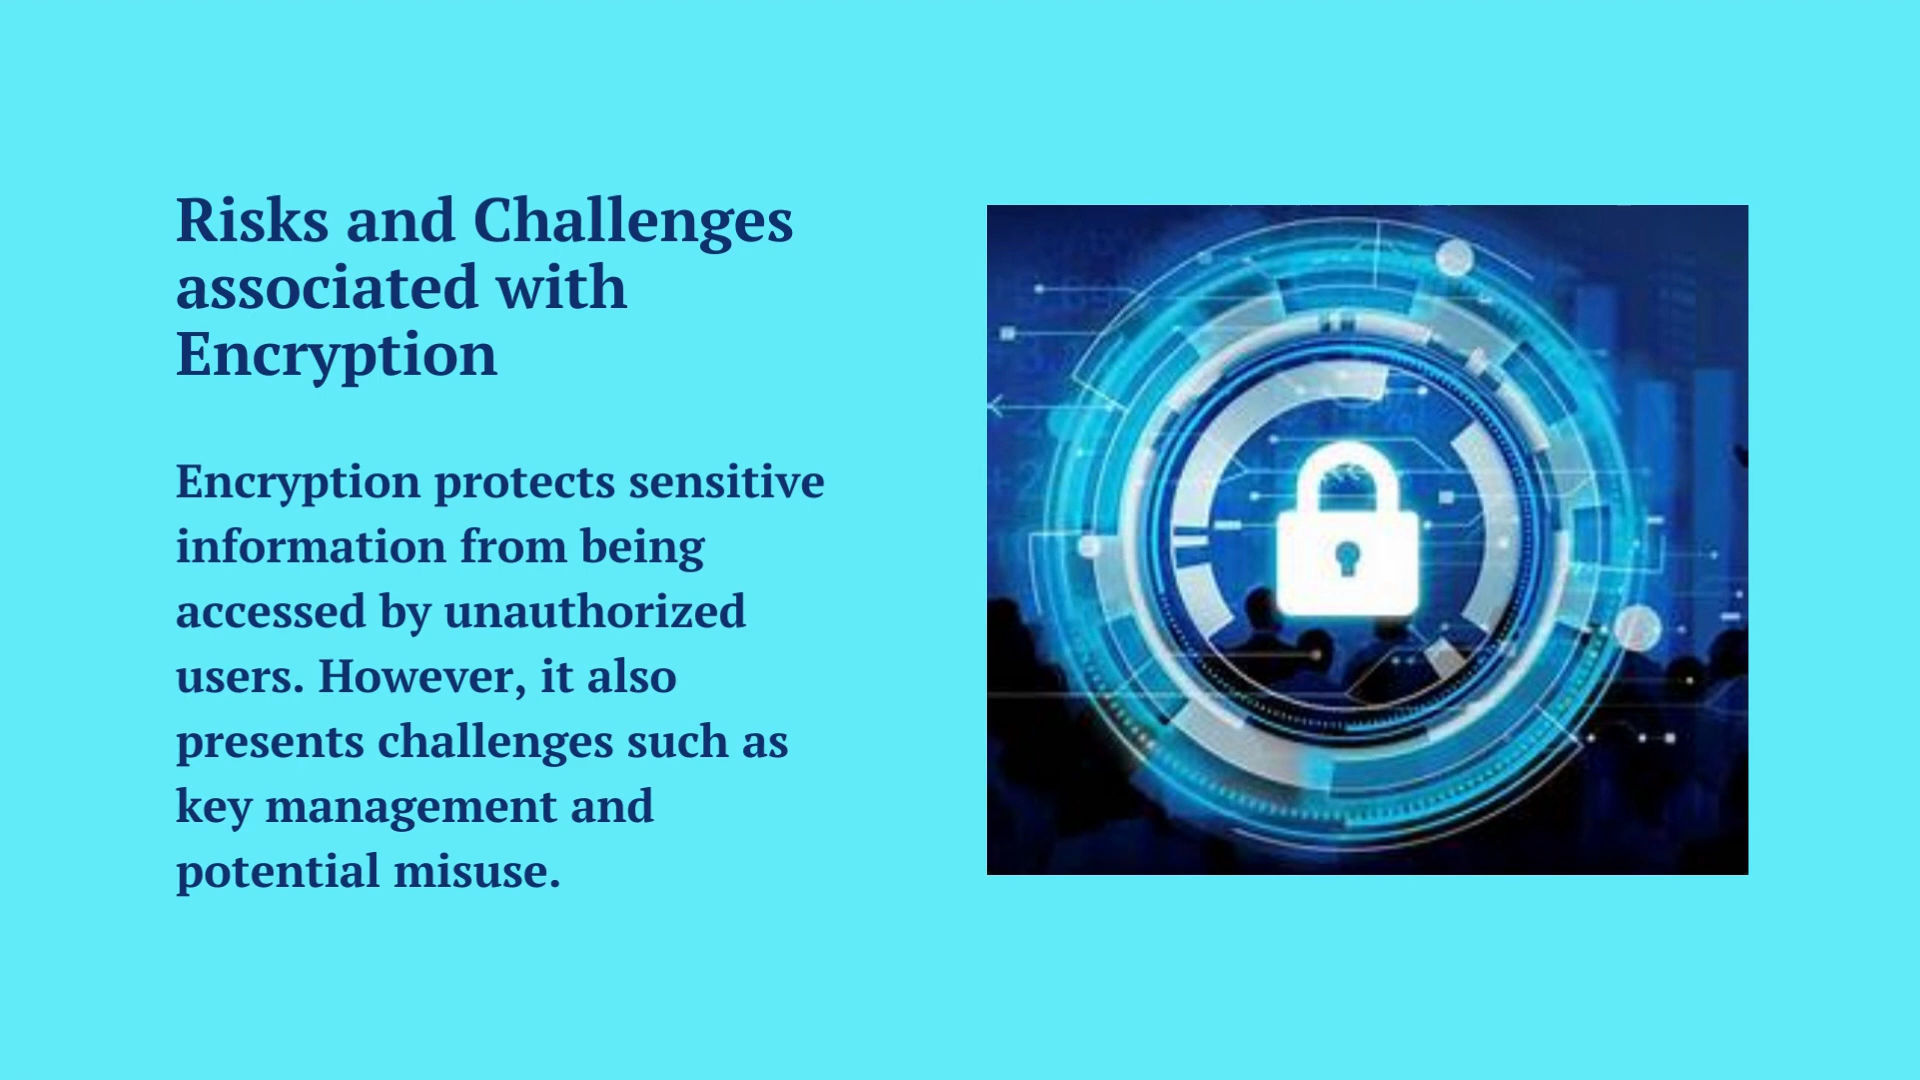 Risks and Challenges
associated with
Encryption
Encryption protects sensitive
information from being
accessed by unauthorized
users. However, it also
presents challenges such as
key management and
potential misuse.